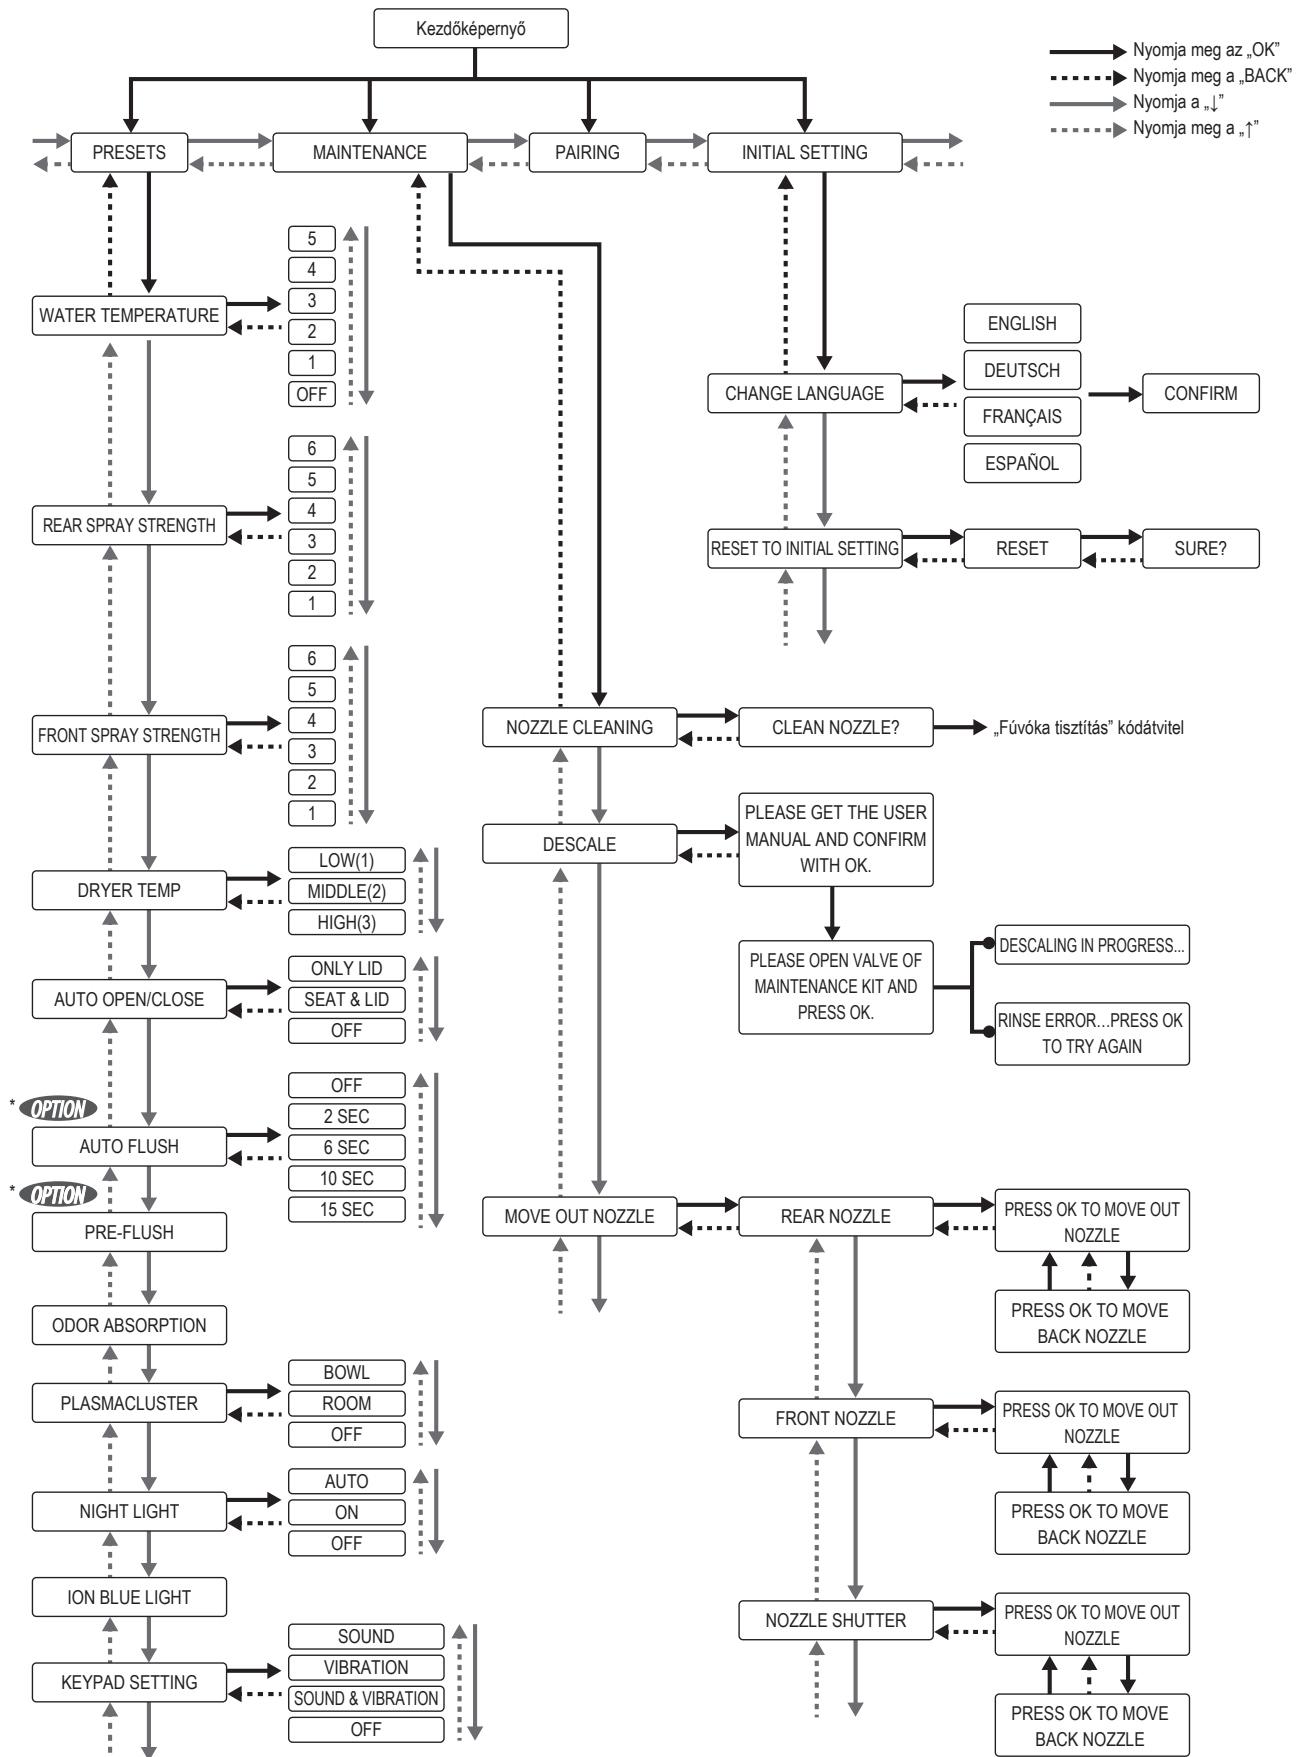 Kezdőképernyő
Nyomja meg az „OK”
Nyomja meg a „BACK”
Nyomja a „↓”
Nyomja meg a „↑”
PRESETS
MAINTENANCE
PAIRING
INITIAL SETTING
WATER TEMPERATURE
5
4
3
2
1
OFF
REAR SPRAY STRENGTH
6
5
4
3
2
1
FRONT SPRAY STRENGTH
6
5
4
3
2
1
DRYER TEMP
LOW(1)
MIDDLE(2)
HIGH(3)
AUTO OPEN/CLOSE
ONLY LID
SEAT & LID
OFF
* OPTION
AUTO FLUSH
OFF
2 SEC
6 SEC
10 SEC
15 SEC
* OPTION
PRE-FLUSH
ODOR ABSORPTION
PLASMACLUSTER
BOWL
ROOM
OFF
NIGHT LIGHT
AUTO
ON
OFF
ION BLUE LIGHT
KEYPAD SETTING
SOUND
VIBRATION
SOUND & VIBRATION
OFF
NOZZLE CLEANING
CLEAN NOZZLE?
„Fúvóka tisztítás” kódátvitel
DESCALE
PLEASE GET THE USER
MANUAL AND CONFIRM
WITH OK.
PLEASE OPEN VALVE OF
MAINTENANCE KIT AND
PRESS OK.
DESCALING IN PROGRESS...
RINSE ERROR…PRESS OK
TO TRY AGAIN
MOVE OUT NOZZLE
REAR NOZZLE
PRESS OK TO MOVE OUT
NOZZLE
PRESS OK TO MOVE
BACK NOZZLE
FRONT NOZZLE
PRESS OK TO MOVE OUT
NOZZLE
PRESS OK TO MOVE
BACK NOZZLE
NOZZLE SHUTTER
PRESS OK TO MOVE OUT
NOZZLE
PRESS OK TO MOVE
BACK NOZZLE
CHANGE LANGUAGE
ENGLISH
DEUTSCH
FRANÇAIS
ESPAÑOL
CONFIRM
RESET TO INITIAL SETTING
RESET
SURE?